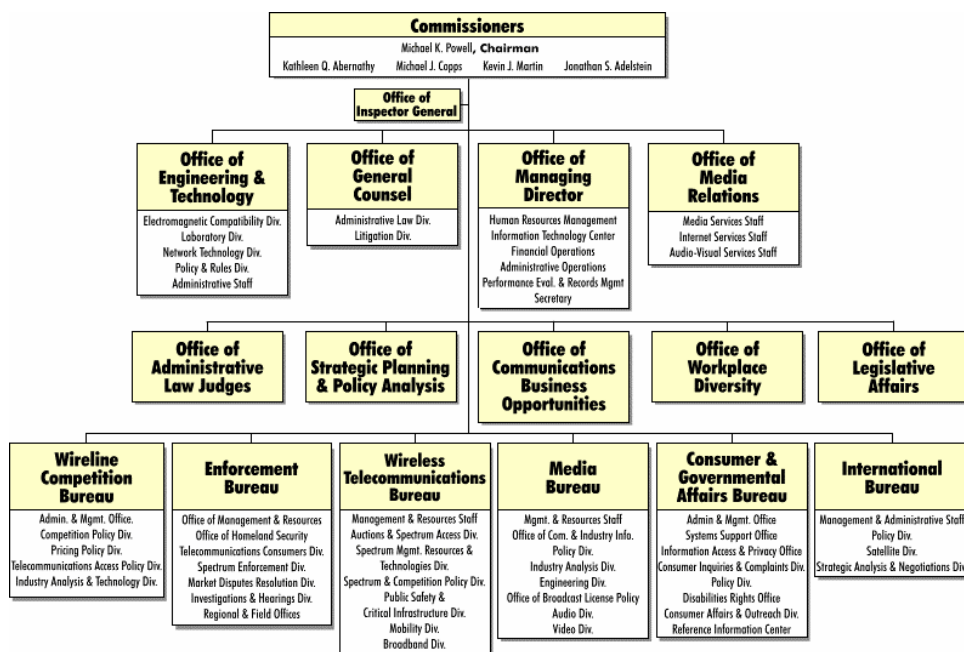 Commissioners
Michael K. Powell, Chairman
Kathleen Q. Abernathy Michael J. Copps Kevin J. Martin Jonathan S. Adelstein
Office of
Inspector General
Office of
Engineering &
Technology
Electromagnetic Compatibility Div.
Laboratory Div.
Network Technology Div.
Policy & Rules Div.
Administrative Staff
Office of
General
Counsel
Administrative Law Div.
Litigation Div.
Office of
Managing
Director
Human Resources Management
Information Technology Center
Financial Operations
Administrative Operations
Performance Eval. & Records Mgmt
Secretary
Office of
Media
Relations
Media Services Staff
Internet Services Staff
Audio-Visual Services Staff
Office of
Administrative
Law Judges
Office of
Strategic Planning
& Policy Analysis
Office of
Communications
Business
Opportunities
Office of
Workplace
Diversity
Office of
Legislative
Affairs
Wireline
Competition
Bureau
Admin. & Mgmt. Office.
Competition Policy Div.
Pricing Policy Div.
Telecommunications Access Policy Div.
Industry Analysis & Technology Div.
Enforcement
Bureau
Office of Management & Resources
Office of Homeland Security
Telecommunications Consumers Div.
Spectrum Enforcement Div.
Market Disputes Resolution Div.
Investigations & Hearings Div.
Regional & Field Offices
Wireless
Telecommunications
Bureau
Management & Resources Staff
Auctions & Spectrum Access Div.
Spectrum Mgmt. Resources &
Technologies Div.
Spectrum & Competition Policy Div.
Public Safety &
Critical Infrastructure Div.
Mobility Div.
Broadband Div.
Media
Bureau
Mgmt. & Resources Staff
Office of Com. & Industry Info.
Policy Div.
Industry Analysis Div.
Engineering Div.
Office of Broadcast License Policy
Audio Div.
Video Div.
Consumer &
Governmental
Affairs Bureau
Admin & Mgmt. Office
Systems Support Office
Information Access & Privacy Office
Consumer Inquiries & Complaints Div.
Policy Div.
Disabilities Rights Office
Consumer Affairs & Outreach Div.
Reference Information Center
International
Bureau
Management & Administrative Staff
Policy Div.
Satellite Div.
Strategic Analysis & Negotiations Div.